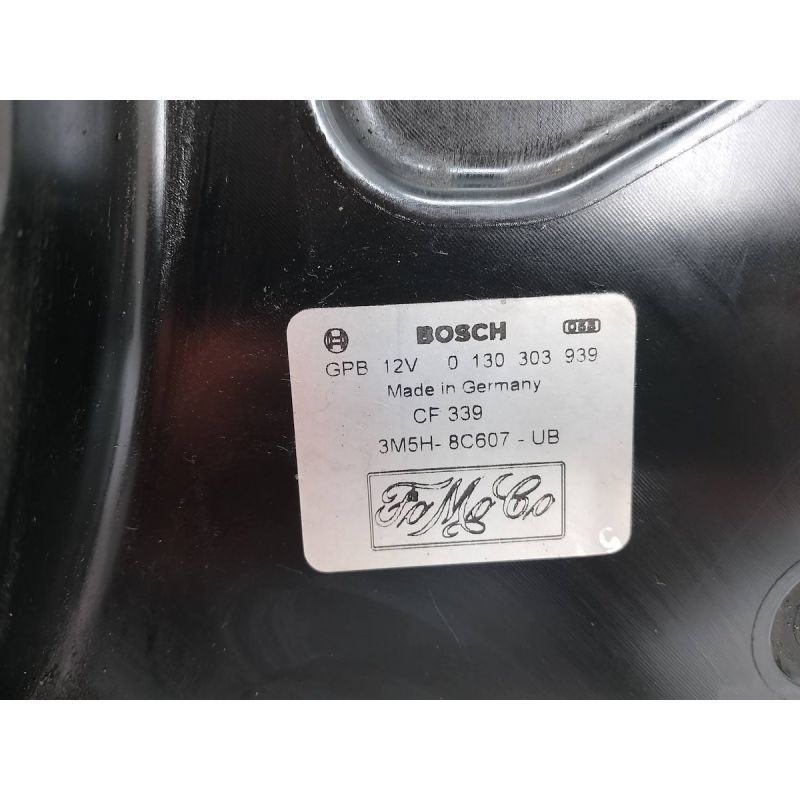 BOSCH
GPB 12V 0 130 303 939
Made in Germany
CF 339
3M5H- 8C607 - UB
FoMoCo